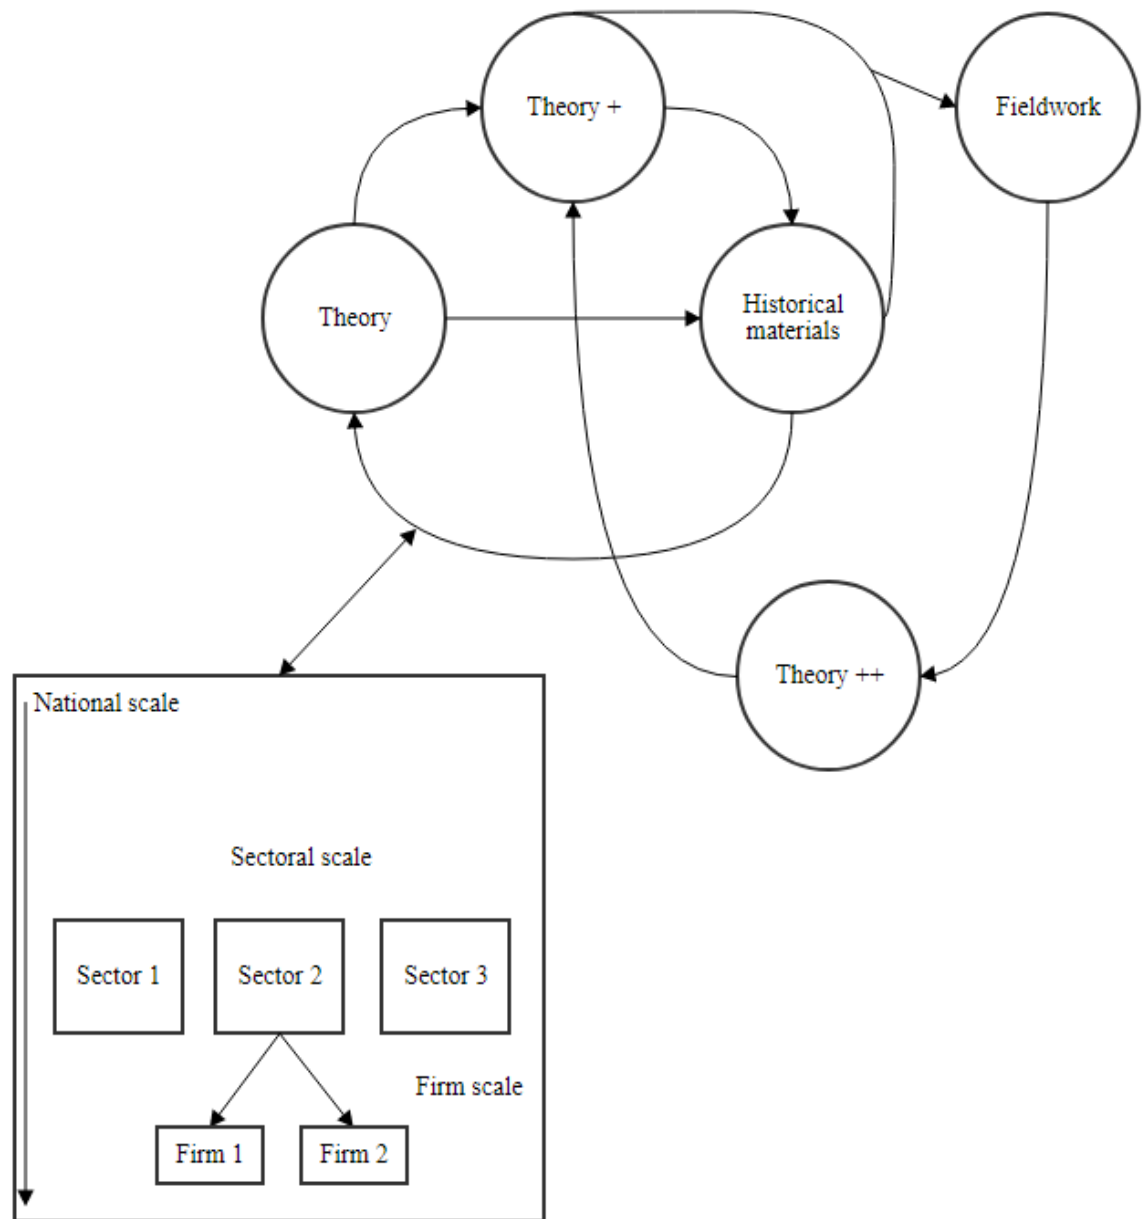 Theory +
Fieldwork
Theory
Historical
materials
Theory ++
National scale
Sectoral scale
Sector 1
Sector 2
Sector 3
Firm scale
Firm 1
Firm 2